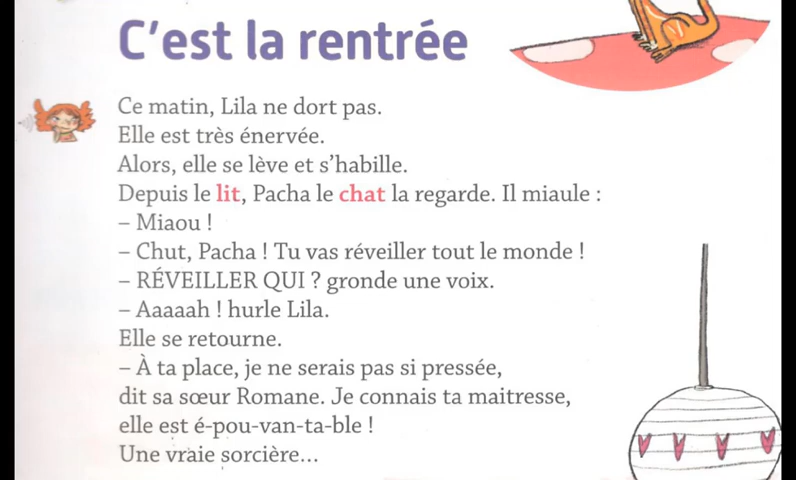 C'est la rentrée
Ce matin, Lila ne dort pas.
Elle est très énervée.
Alors, elle se lève et s'habille.
Depuis le lit, Pacha le chat la regarde. Il miaule :
– Miaou !
– Chut, Pacha ! Tu vas réveiller tout le monde !
– RÉVEILLER QUI ? gronde une voix.
– Aaaaah ! hurle Lila.
Elle se retourne.
– À ta place, je ne serais pas si pressée,
dit sa sœur Romane. Je connais ta maitresse,
elle est é-pou-van-ta-ble !
Une vraie sorcière…